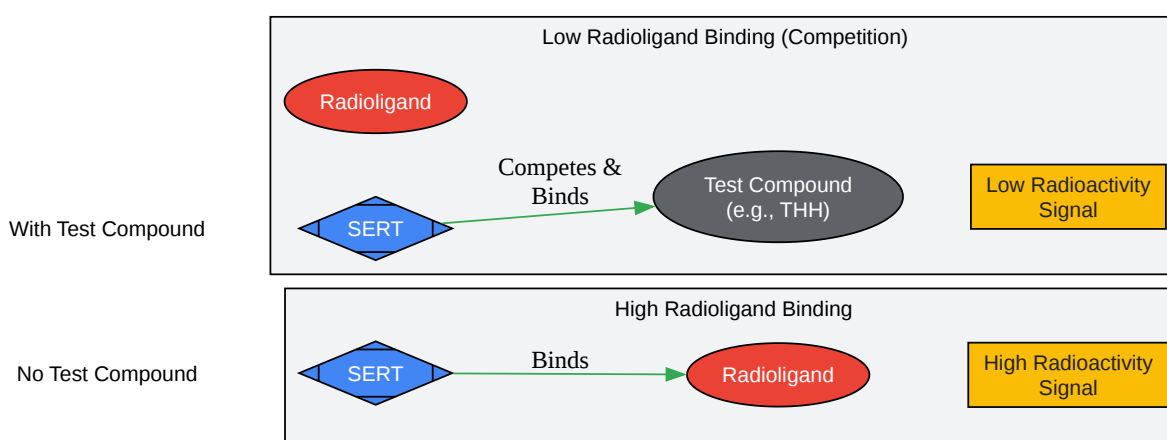 Low Radioligand Binding (Competition)
Radioligand
Competes &
Binds
Test Compound
(e.g., THH)
Low Radioactivity
Signal
SERT
With Test Compound
High Radioligand Binding
No Test Compound
SERT
Binds
Radioligand
High Radioactivity
Signal